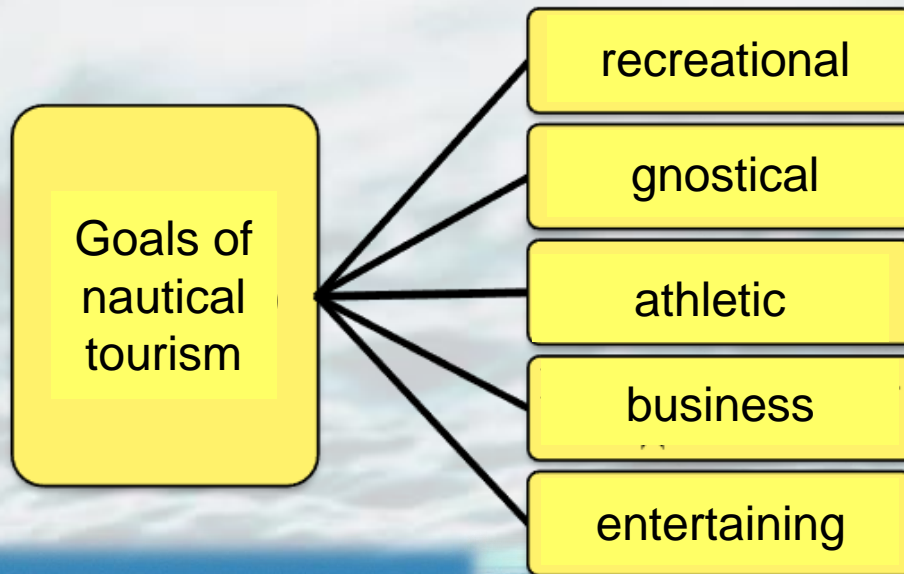 Goals of
nautical
tourism
recreational
gnostical
athletic
business
entertaining